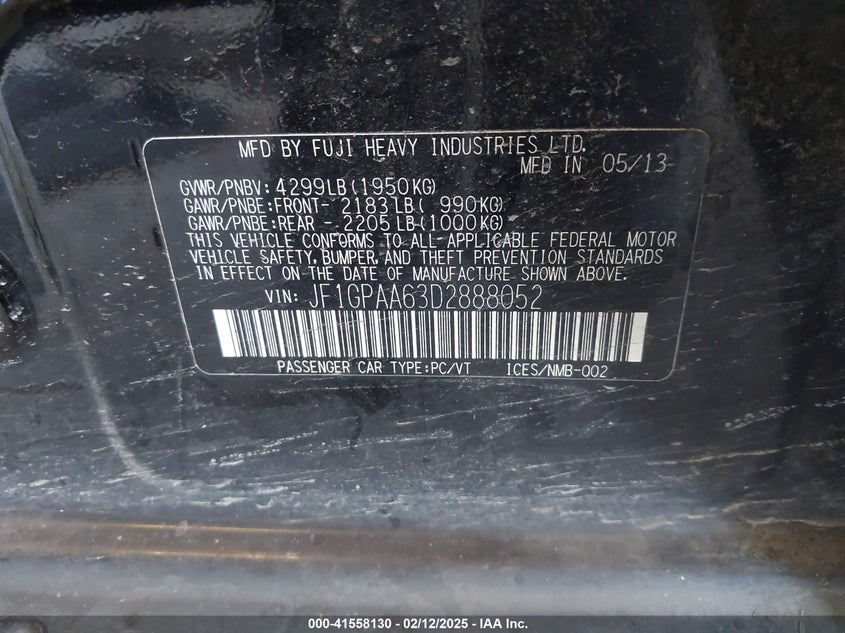 MFD BY FUJI HEAVY INDUSTRIES LTD.
MFD IN 05/13
GVWR/PNBV: 4299LB(1950KG)
GAWR/PNBE:FRONT- 2183LB( 990KG)
GAWR/PNBE:REAR - 2205LB(1000KG)
THIS VEHICLE CONFORMS TO ALL APPLICABLE FEDERAL MOTOR
VEHICLE SAFETY, BUMPER, AND THEFT PREVENTION STANDARDS
IN EFFECT ON THE DATE OF MANUFACTURE SHOWN ABOVE.
VIN: JF1GPAA63D2888052
PASSENGER CAR TYPE:PC/VT ICES/NMB-002
000-41558130 - 02/12/2025 - IAA Inc.